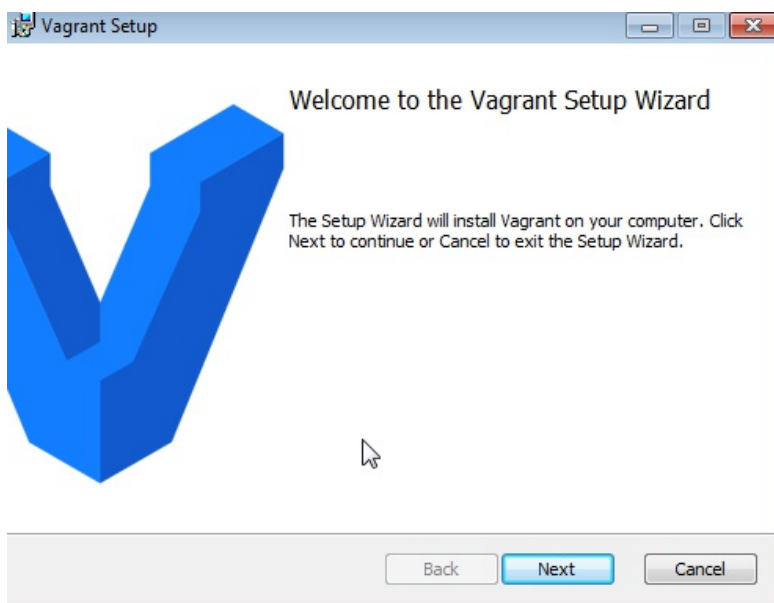 Vagrant Setup
Welcome to the Vagrant Setup Wizard
The Setup Wizard will install Vagrant on your computer. Click
Next to continue or Cancel to exit the Setup Wizard.
Back Next Cancel